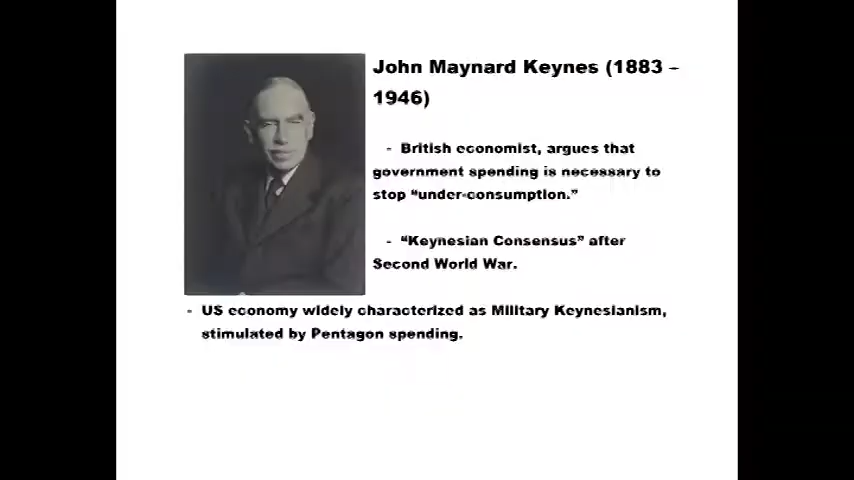 John Maynard Keynes (1883 –
1946)
- British economist, argues that
government spending is necessary to
stop “under-consumption.”
- “Keynesian Consensus” after
Second World War.
- US economy widely characterized as Military Keynesianism,
stimulated by Pentagon spending.